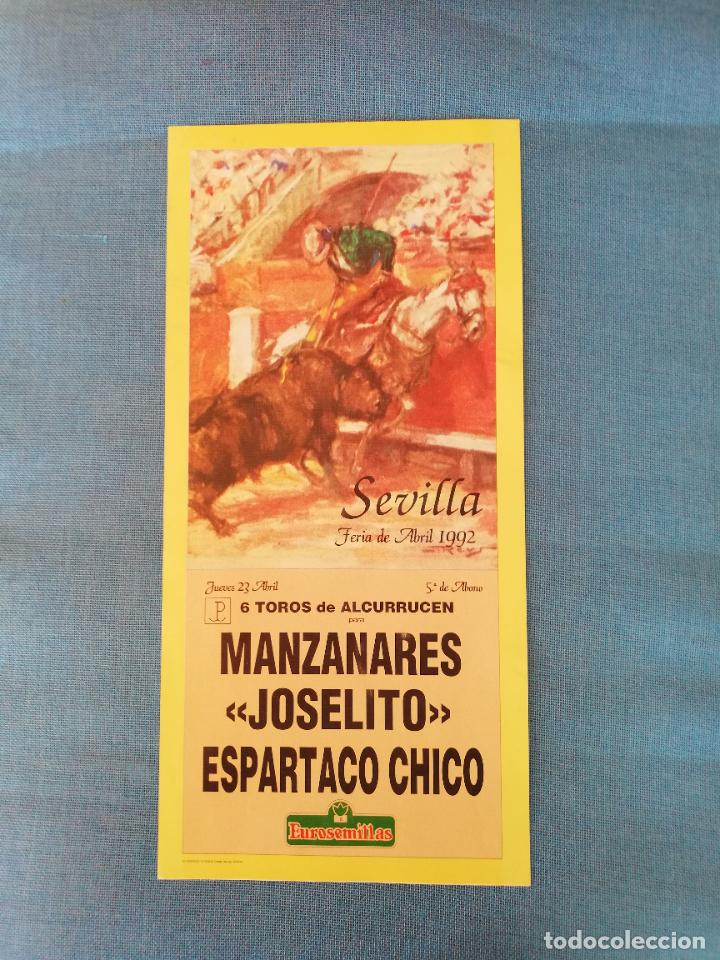 Sevilla
Feria de Abril 1992
Jueves 23 Abril
5.ª de Abono
6 TOROS de ALCURRUCEN
para
MANZANARES
«JOSELITO»
ESPARTACO CHICO
Eurosemillas
todocoleccion